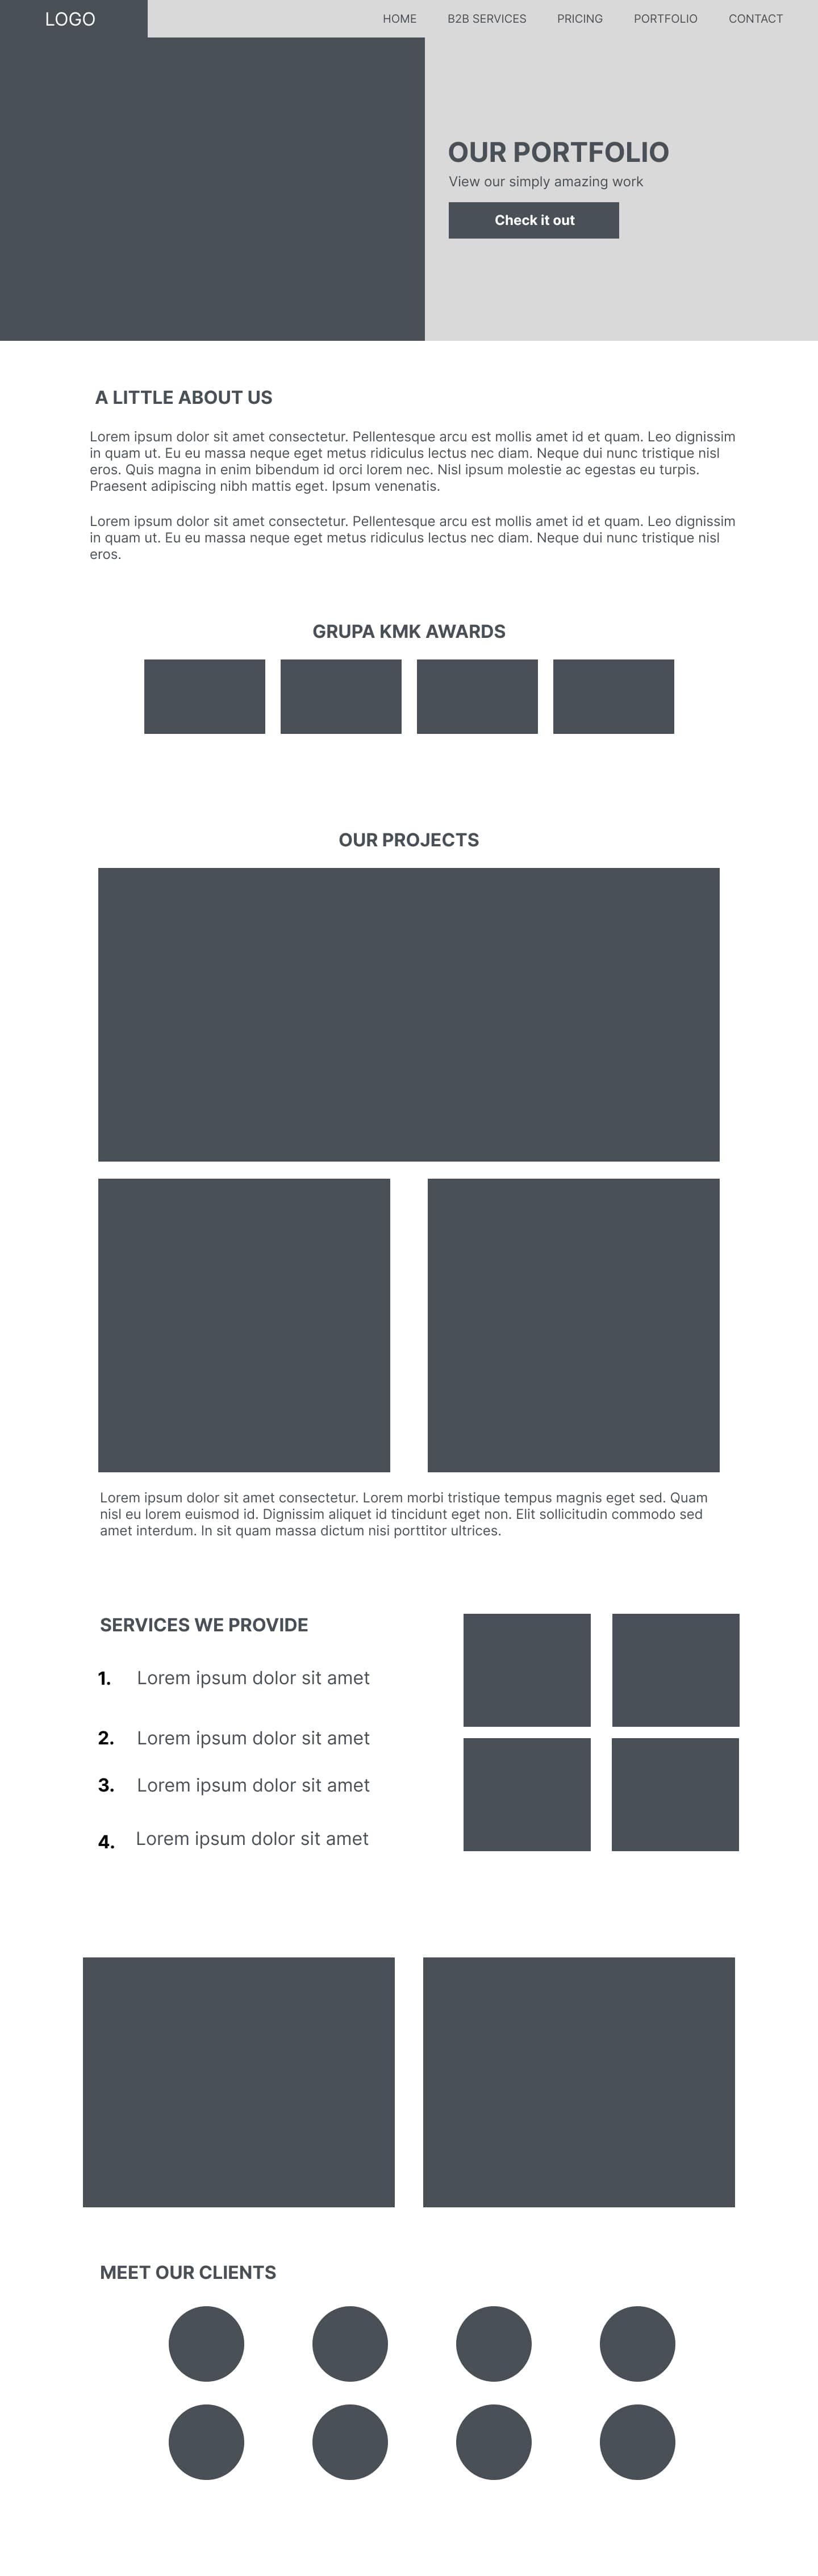 LOGO
HOME
B2B SERVICES
PRICING
PORTFOLIO
CONTACT
OUR PORTFOLIO
View our simply amazing work
Check it out
A LITTLE ABOUT US
Lorem ipsum dolor sit amet consectetur. Pellentesque arcu est mollis amet id et quam. Leo dignissim
in quam ut. Eu eu massa neque eget metus ridiculus lectus nec diam. Neque dui nunc tristique nisl
eros. Quis magna in enim bibendum id orci lorem nec. Nisl ipsum molestie ac egestas eu turpis.
Praesent adipiscing nibh mattis eget. Ipsum venenatis.
Lorem ipsum dolor sit amet consectetur. Pellentesque arcu est mollis amet id et quam. Leo dignissim
in quam ut. Eu eu massa neque eget metus ridiculus lectus nec diam. Neque dui nunc tristique nisl
eros.
GRUPA KMK AWARDS
OUR PROJECTS
Lorem ipsum dolor sit amet consectetur. Lorem morbi tristique tempus magnis eget sed. Quam
nisl eu lorem euismod id. Dignissim aliquet id tincidunt eget non. Elit sollicitudin commodo sed
amet interdum. In sit quam massa dictum nisi porttitor ultrices.
SERVICES WE PROVIDE
1. Lorem ipsum dolor sit amet
2. Lorem ipsum dolor sit amet
3. Lorem ipsum dolor sit amet
4. Lorem ipsum dolor sit amet
MEET OUR CLIENTS